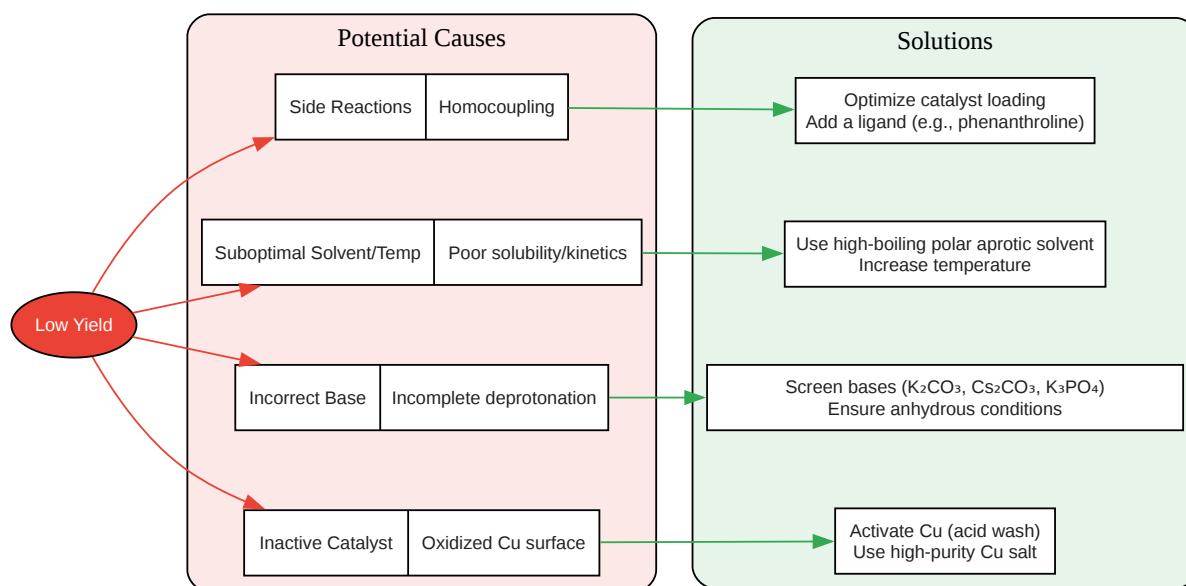 Potential Causes
Solutions
Side Reactions
Homocoupling
Optimize catalyst loading
Add a ligand (e.g., phenanthroline)
Suboptimal Solvent/Temp
Poor solubility/kinetics
Use high-boiling polar aprotic solvent
Increase temperature
Low Yield
Incorrect Base
Incomplete deprotonation
Screen bases (K₂CO₃, Cs₂CO₃, K₃PO₄)
Ensure anhydrous conditions
Inactive Catalyst
Oxidized Cu surface
Activate Cu (acid wash)
Use high-purity Cu salt